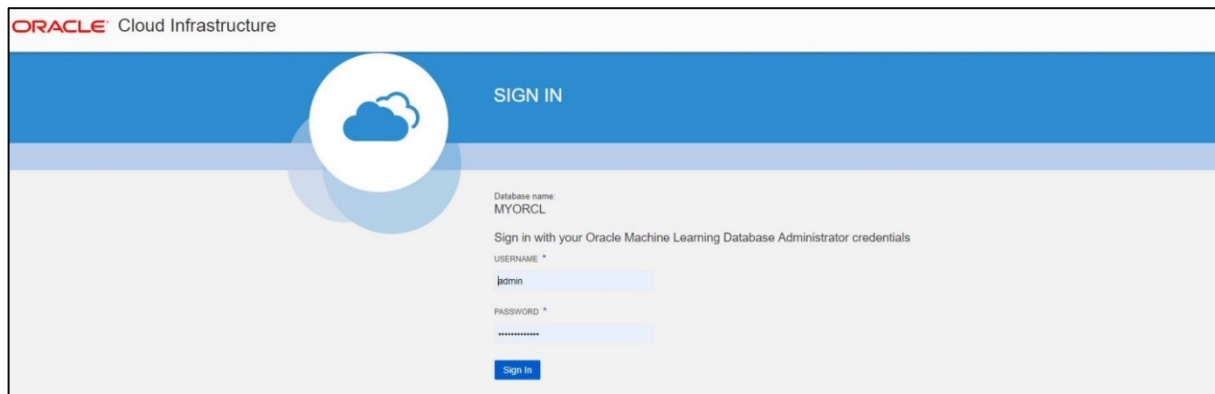 ORACLE Cloud Infrastructure
SIGN IN
Database name:
MYORCL
Sign in with your Oracle Machine Learning Database Administrator credentials
USERNAME *
admin
PASSWORD *
•••••••••••••
Sign In